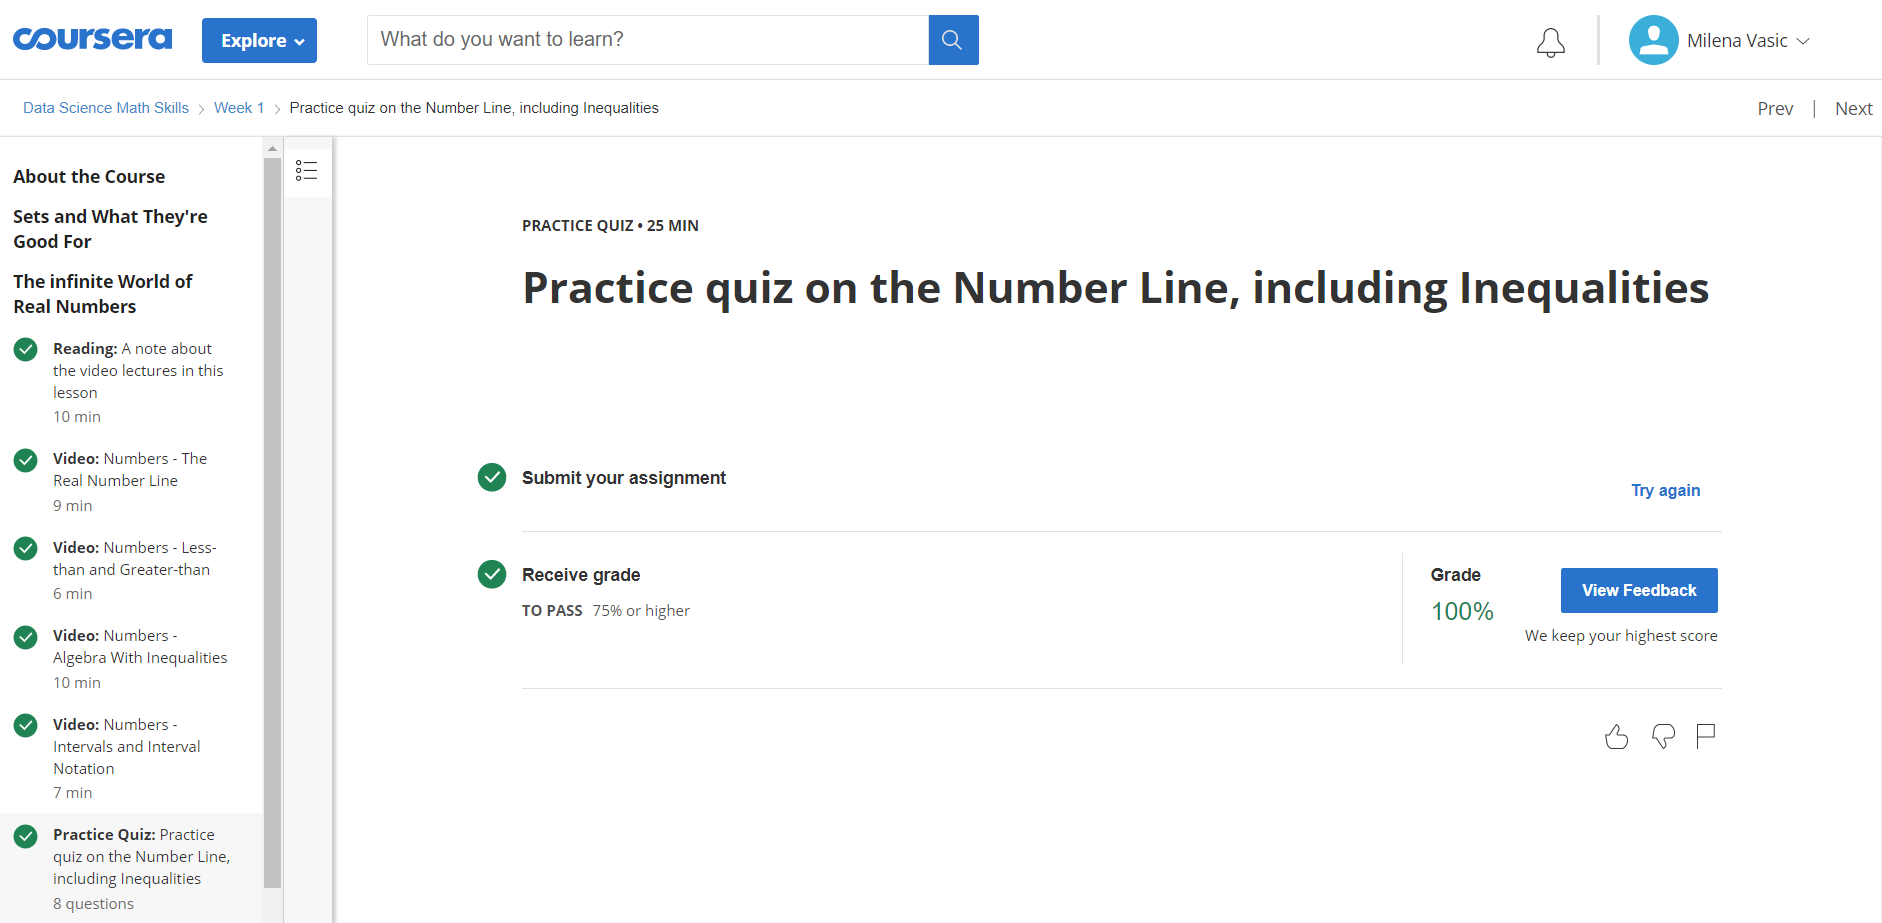 coursera
Explore
What do you want to learn?
Milena Vasic
Data Science Math Skills
Week 1
Practice quiz on the Number Line, including Inequalities
Prev | Next
About the Course
Sets and What They're
Good For
The infinite World of
Real Numbers
Reading: A note about
the video lectures in this
lesson
10 min
Video: Numbers - The
Real Number Line
9 min
Video: Numbers - Less-
than and Greater-than
6 min
Video: Numbers -
Algebra With Inequalities
10 min
Video: Numbers -
Intervals and Interval
Notation
7 min
Practice Quiz: Practice
quiz on the Number Line,
including Inequalities
8 questions
PRACTICE QUIZ • 25 MIN
Practice quiz on the Number Line, including Inequalities
Submit your assignment
Try again
Receive grade
TO PASS 75% or higher
Grade
100%
View Feedback
We keep your highest score